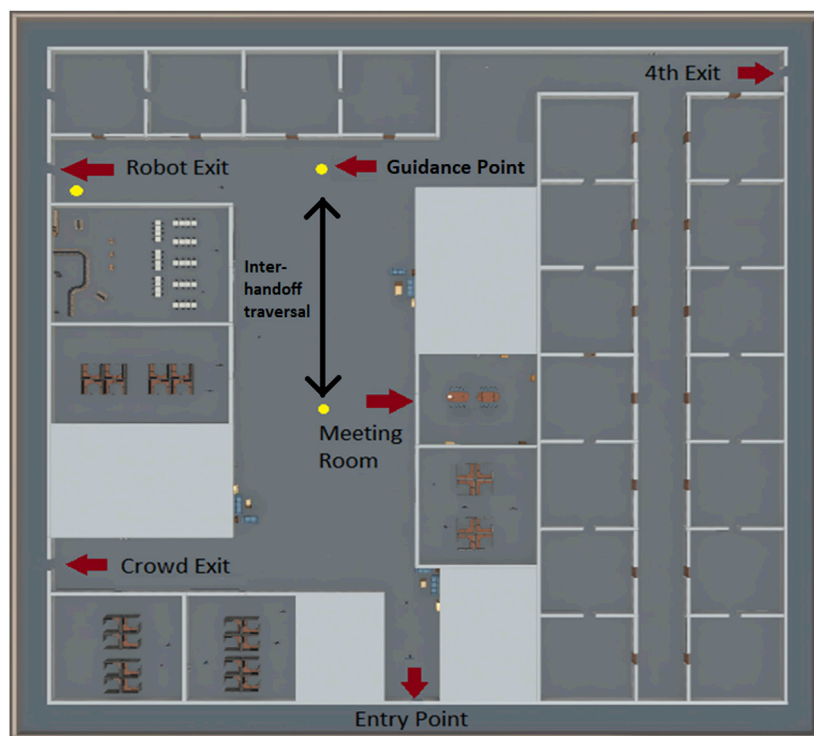 4th Exit
Robot Exit
Guidance Point
Inter-
handoff
traversal
Meeting
Room
Crowd Exit
Entry Point